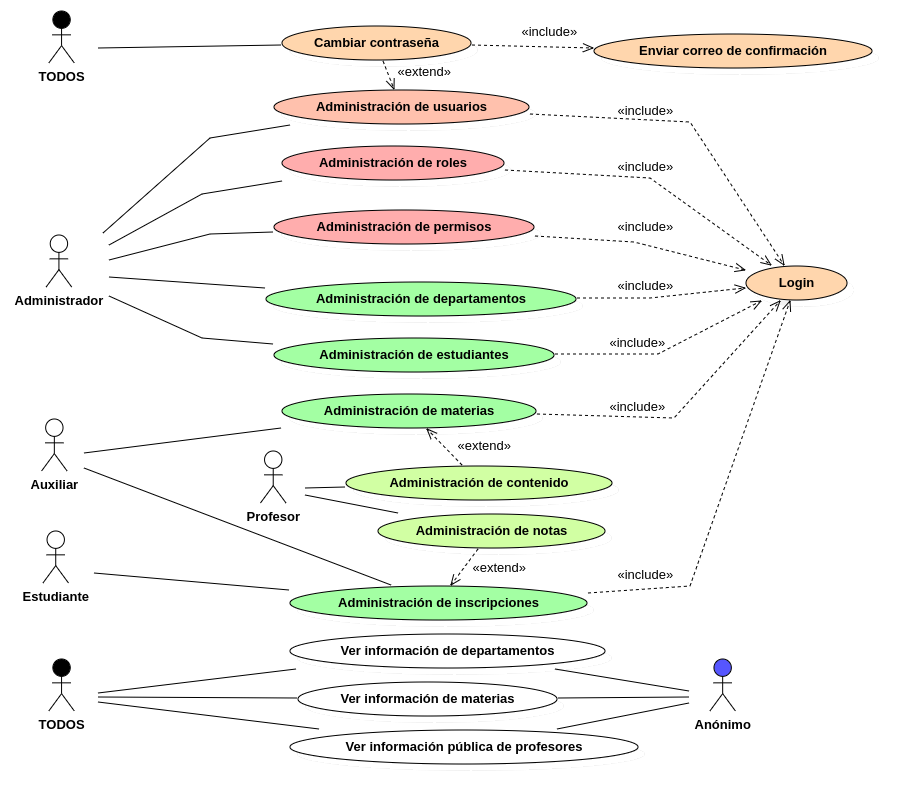 TODOS
Cambiar contraseña
«include»
Enviar correo de confirmación
«extend»
Administración de usuarios
«include»
Administración de roles
«include»
Administración de permisos
«include»
Administrador
Administración de departamentos
«include»
Login
Administración de estudiantes
«include»
Administración de materias
«include»
Auxiliar
«extend»
Profesor
Administración de contenido
Administración de notas
«extend»
Estudiante
Administración de inscripciones
«include»
Ver información de departamentos
TODOS
Ver información de materias
Anónimo
Ver información pública de profesores